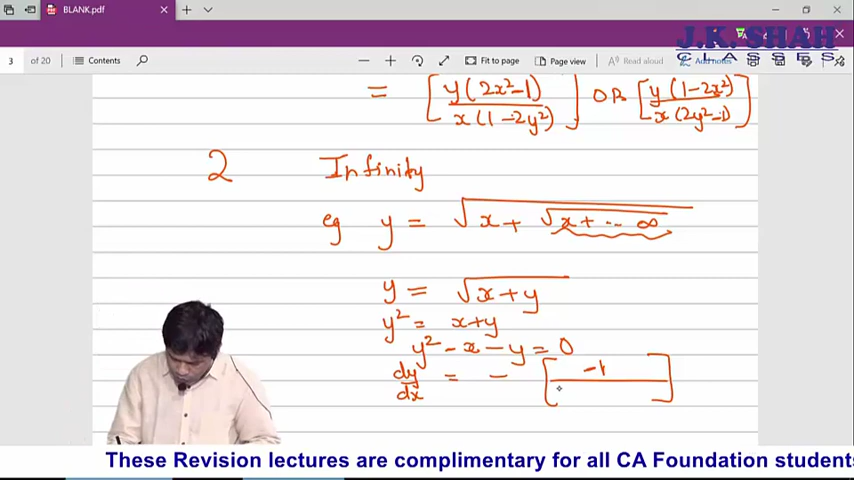 BLANK.pdf
J.K. SHAH
CLASSES
3 of 20
Contents
Fit to page
Page view
Read aloud
Add notes
= [y(2x²-1) / x(1-2y²)] OR [y(1-2x²) / x(2y²-1)]
2 Infinity
eg y = √x + √x + ... ∞
y = √x+y
y² = x+y
y² - x - y = 0
dy/dx = - [-1 / ]
These Revision lectures are complimentary for all CA Foundation students